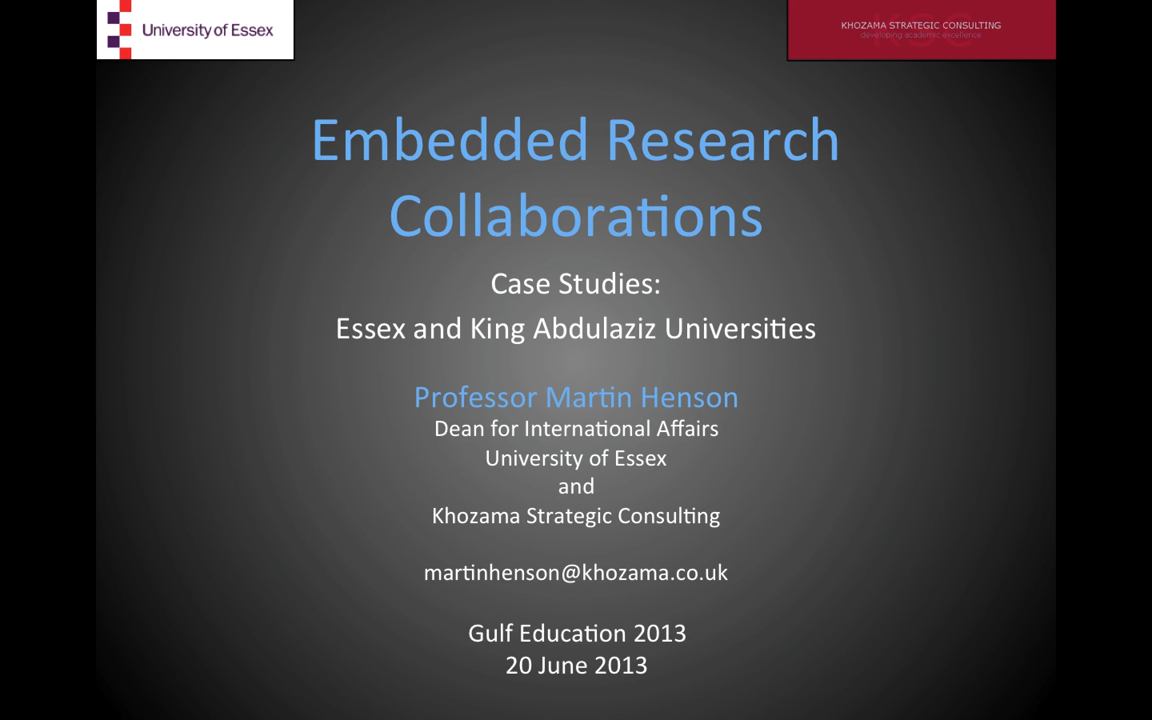 University of Essex
KHOZAMA STRATEGIC CONSULTING
developing academic excellence
Embedded Research
Collaborations
Case Studies:
Essex and King Abdulaziz Universities
Professor Martin Henson
Dean for International Affairs
University of Essex
and
Khozama Strategic Consulting
martinhenson@khozama.co.uk
Gulf Education 2013
20 June 2013